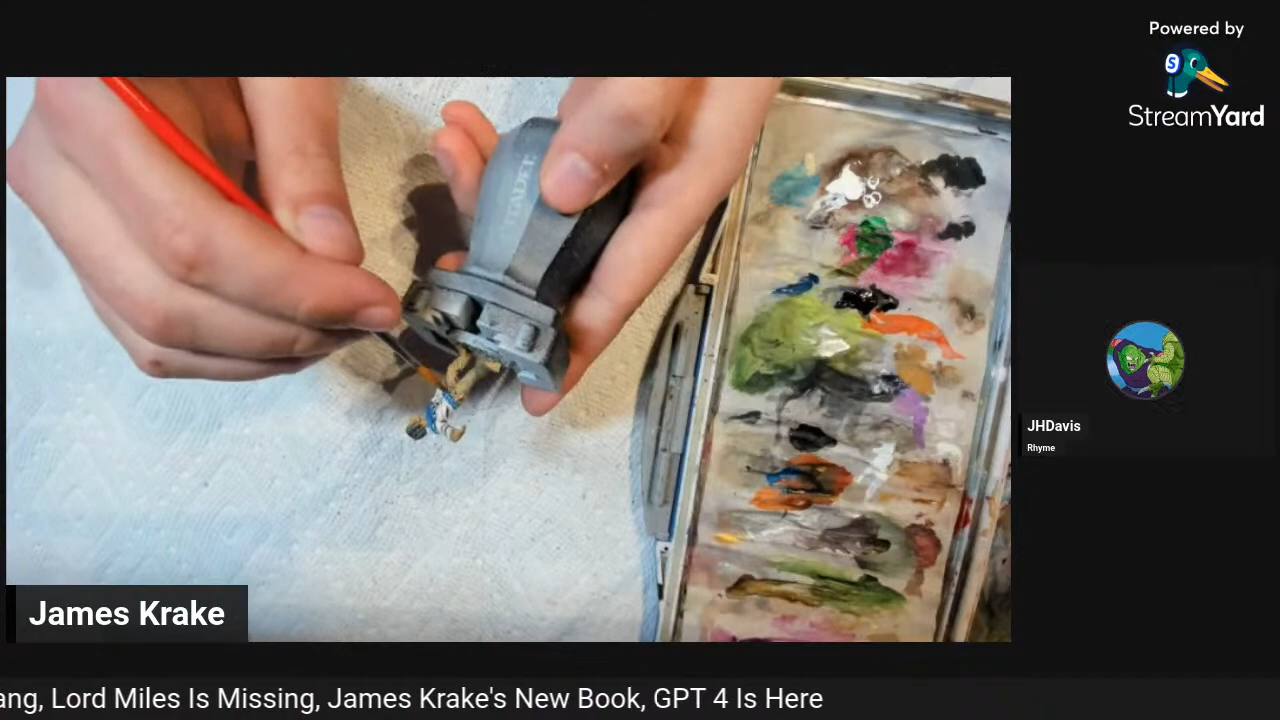 Powered by
S
StreamYard
JHDavis
Rhyme
James Krake
ang, Lord Miles Is Missing, James Krake's New Book, GPT 4 Is Here